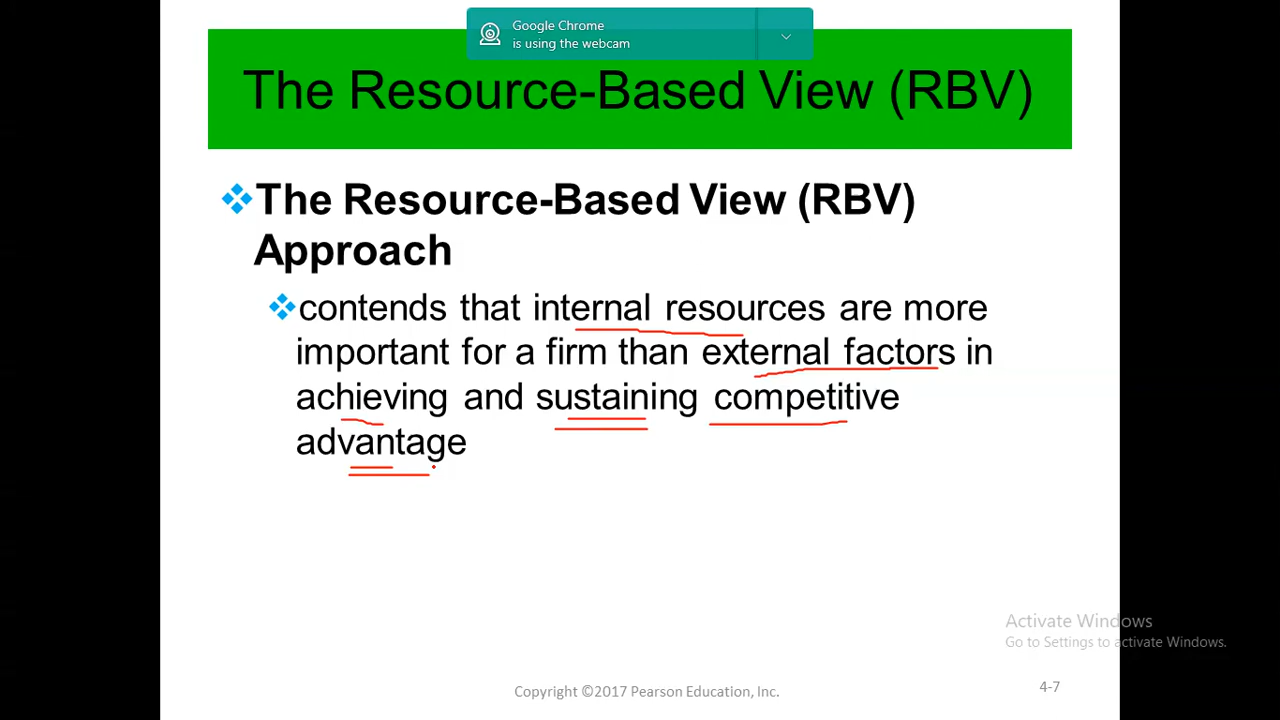 Google Chrome
is using the webcam
The Resource-Based View (RBV)
The Resource-Based View (RBV)
Approach
contends that internal resources are more
important for a firm than external factors in
achieving and sustaining competitive
advantage
Activate Windows
Go to Settings to activate Windows.
Copyright ©2017 Pearson Education, Inc.
4-7